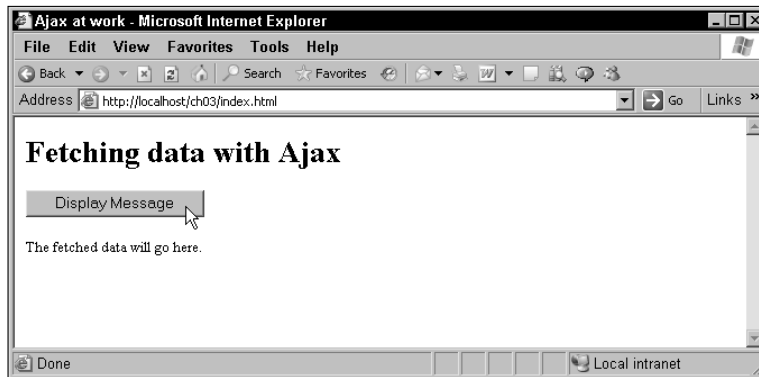 Ajax at work - Microsoft Internet Explorer
File Edit View Favorites Tools Help
Back Search Favorites
Address http://localhost/ch03/index.html Go Links »
Fetching data with Ajax
Display Message
The fetched data will go here.
Done Local intranet